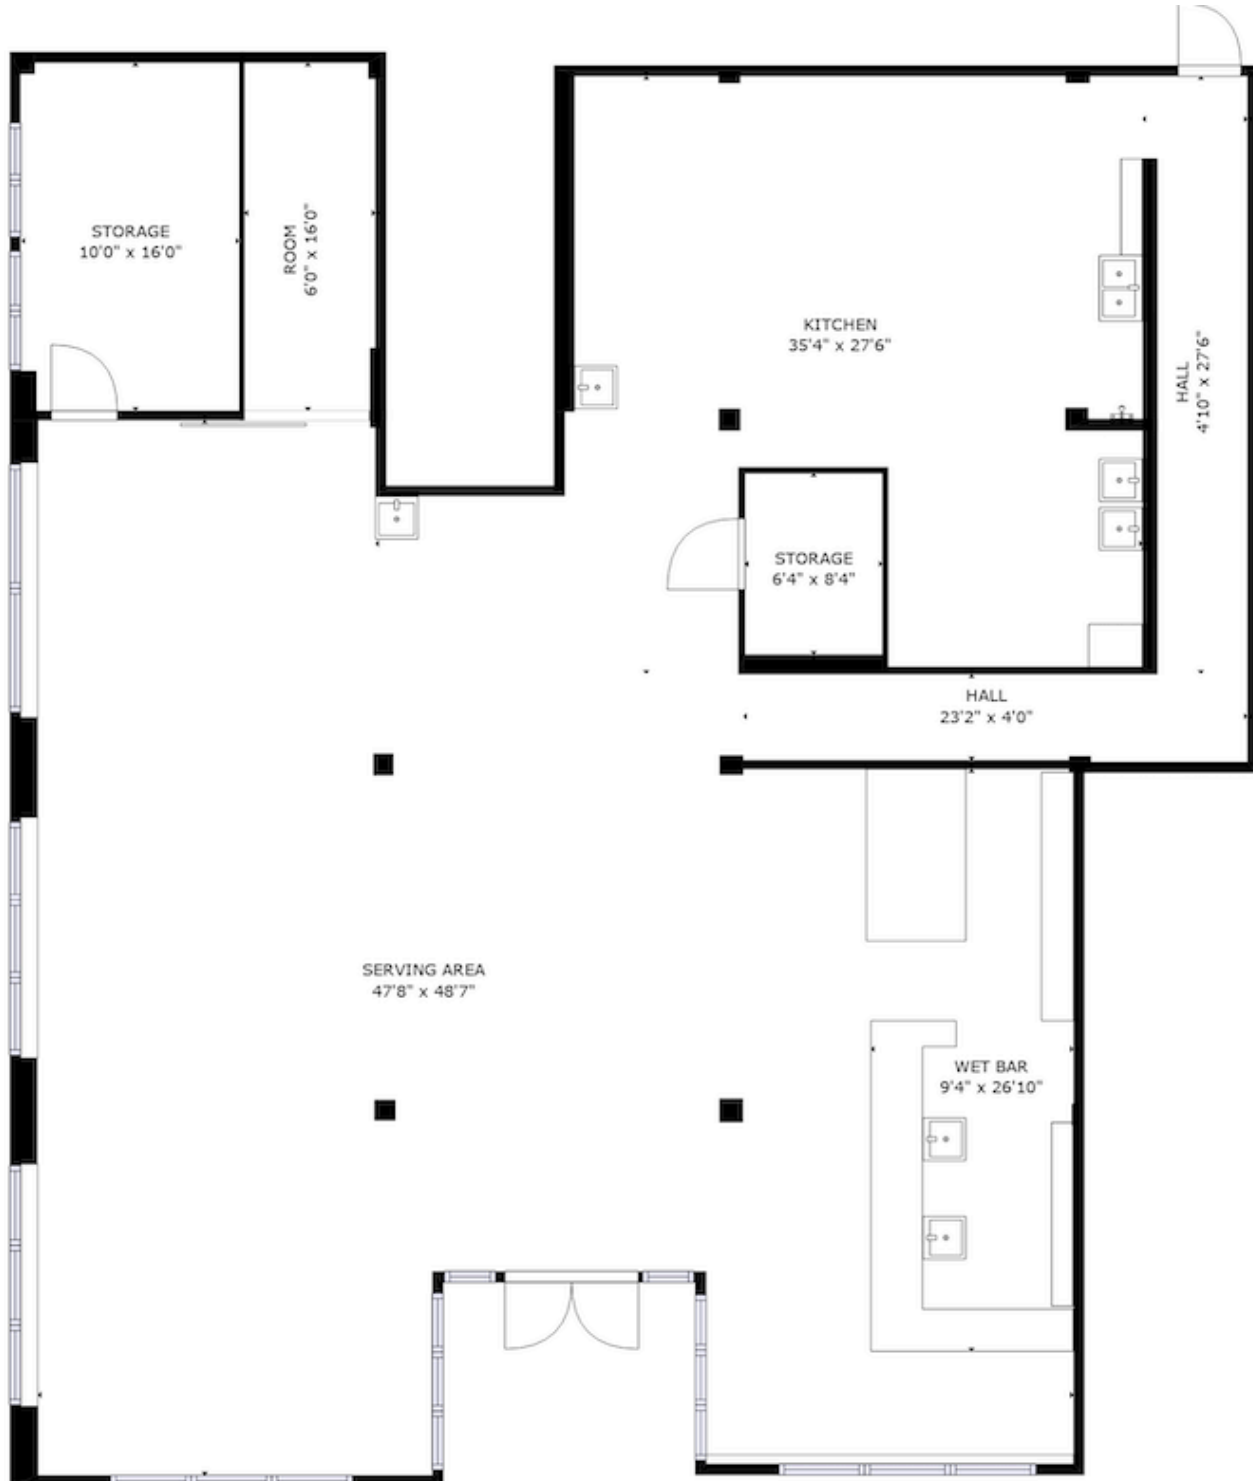 STORAGE
10'0" x 16'0"
ROOM
6'0" x 16'0"
KITCHEN
35'4" x 27'6"
HALL
4'10" x 27'6"
STORAGE
6'4" x 8'4"
HALL
23'2" x 4'0"
SERVING AREA
47'8" x 48'7"
WET BAR
9'4" x 26'10"